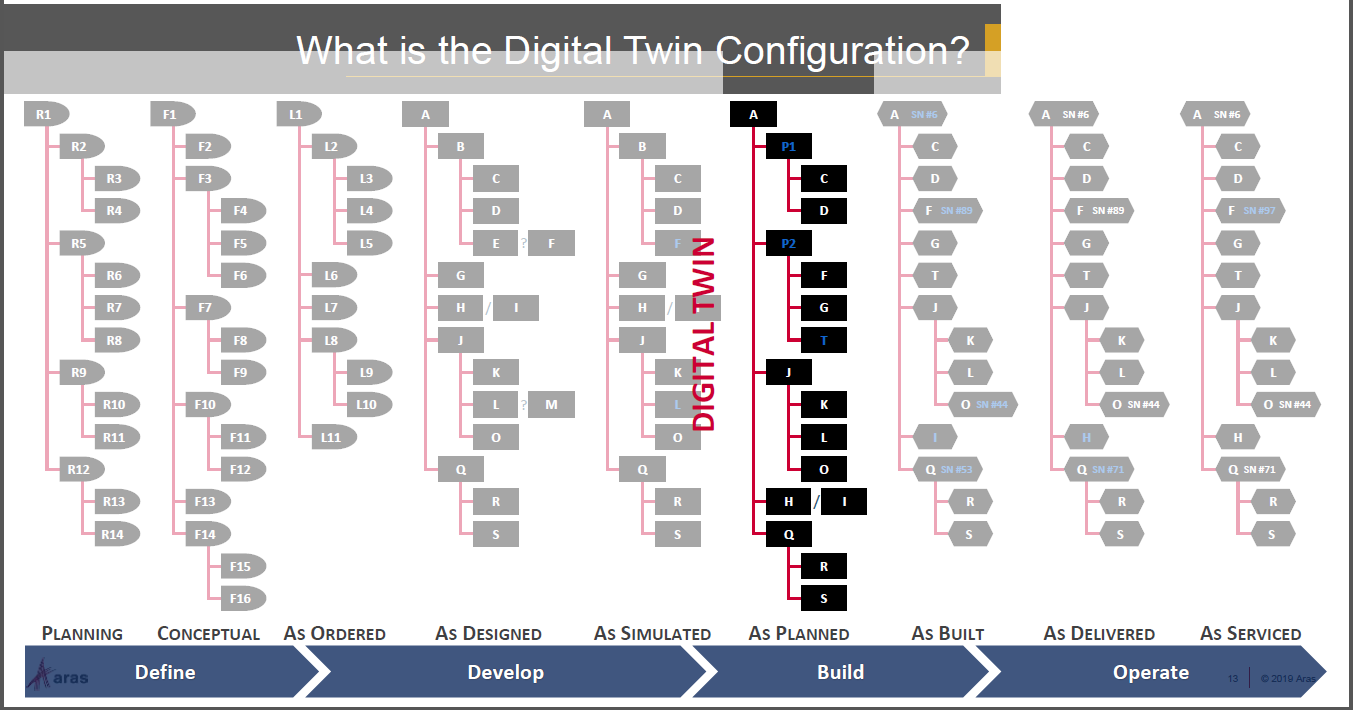 What is the Digital Twin Configuration?
R1
R2
R3
R4
R5
R6
R7
R8
R9
R10
R11
R12
R13
R14
PLANNING
F1
F2
F3
F4
F5
F6
F7
F8
F9
F10
F11
F12
F13
F14
F15
F16
CONCEPTUAL
L1
L2
L3
L4
L5
L6
L7
L8
L9
L10
L11
AS ORDERED
A
B
C
D
E ? F
G
H / I
J
K
L ? M
O
Q
R
S
AS DESIGNED
A
B
C
D
F
G
H /
J
K
L
O
Q
R
S
AS SIMULATED
DIGITAL TWIN
A
P1
C
D
P2
F
G
T
J
K
L
O
H / I
Q
R
S
AS PLANNED
A SN #6
C
D
F SN #89
G
T
J
K
L
O SN #44
I
Q SN #53
R
S
AS BUILT
A SN #6
C
D
F SN #89
G
T
J
K
L
O SN #44
H
Q SN #71
R
S
AS DELIVERED
A SN #6
C
D
F SN #97
G
T
J
K
L
O SN #44
H
Q SN #71
R
S
AS SERVICED
aras
Define
Develop
Build
Operate
13
© 2019 Aras